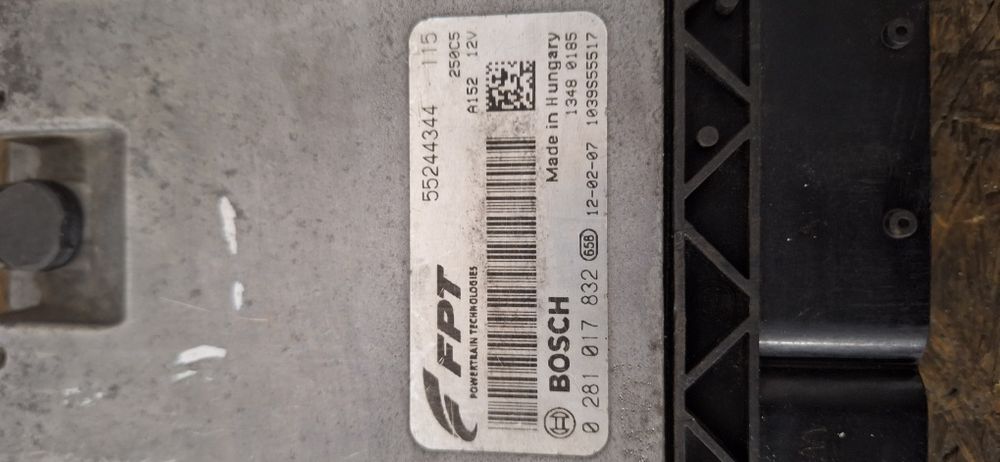 FPT
POWERTRAIN TECHNOLOGIES
55244344 115
250C5
A152 12V
BOSCH
Made in Hungary
1348 0185
0 281 017 832 658 12-02-07 1039S55517